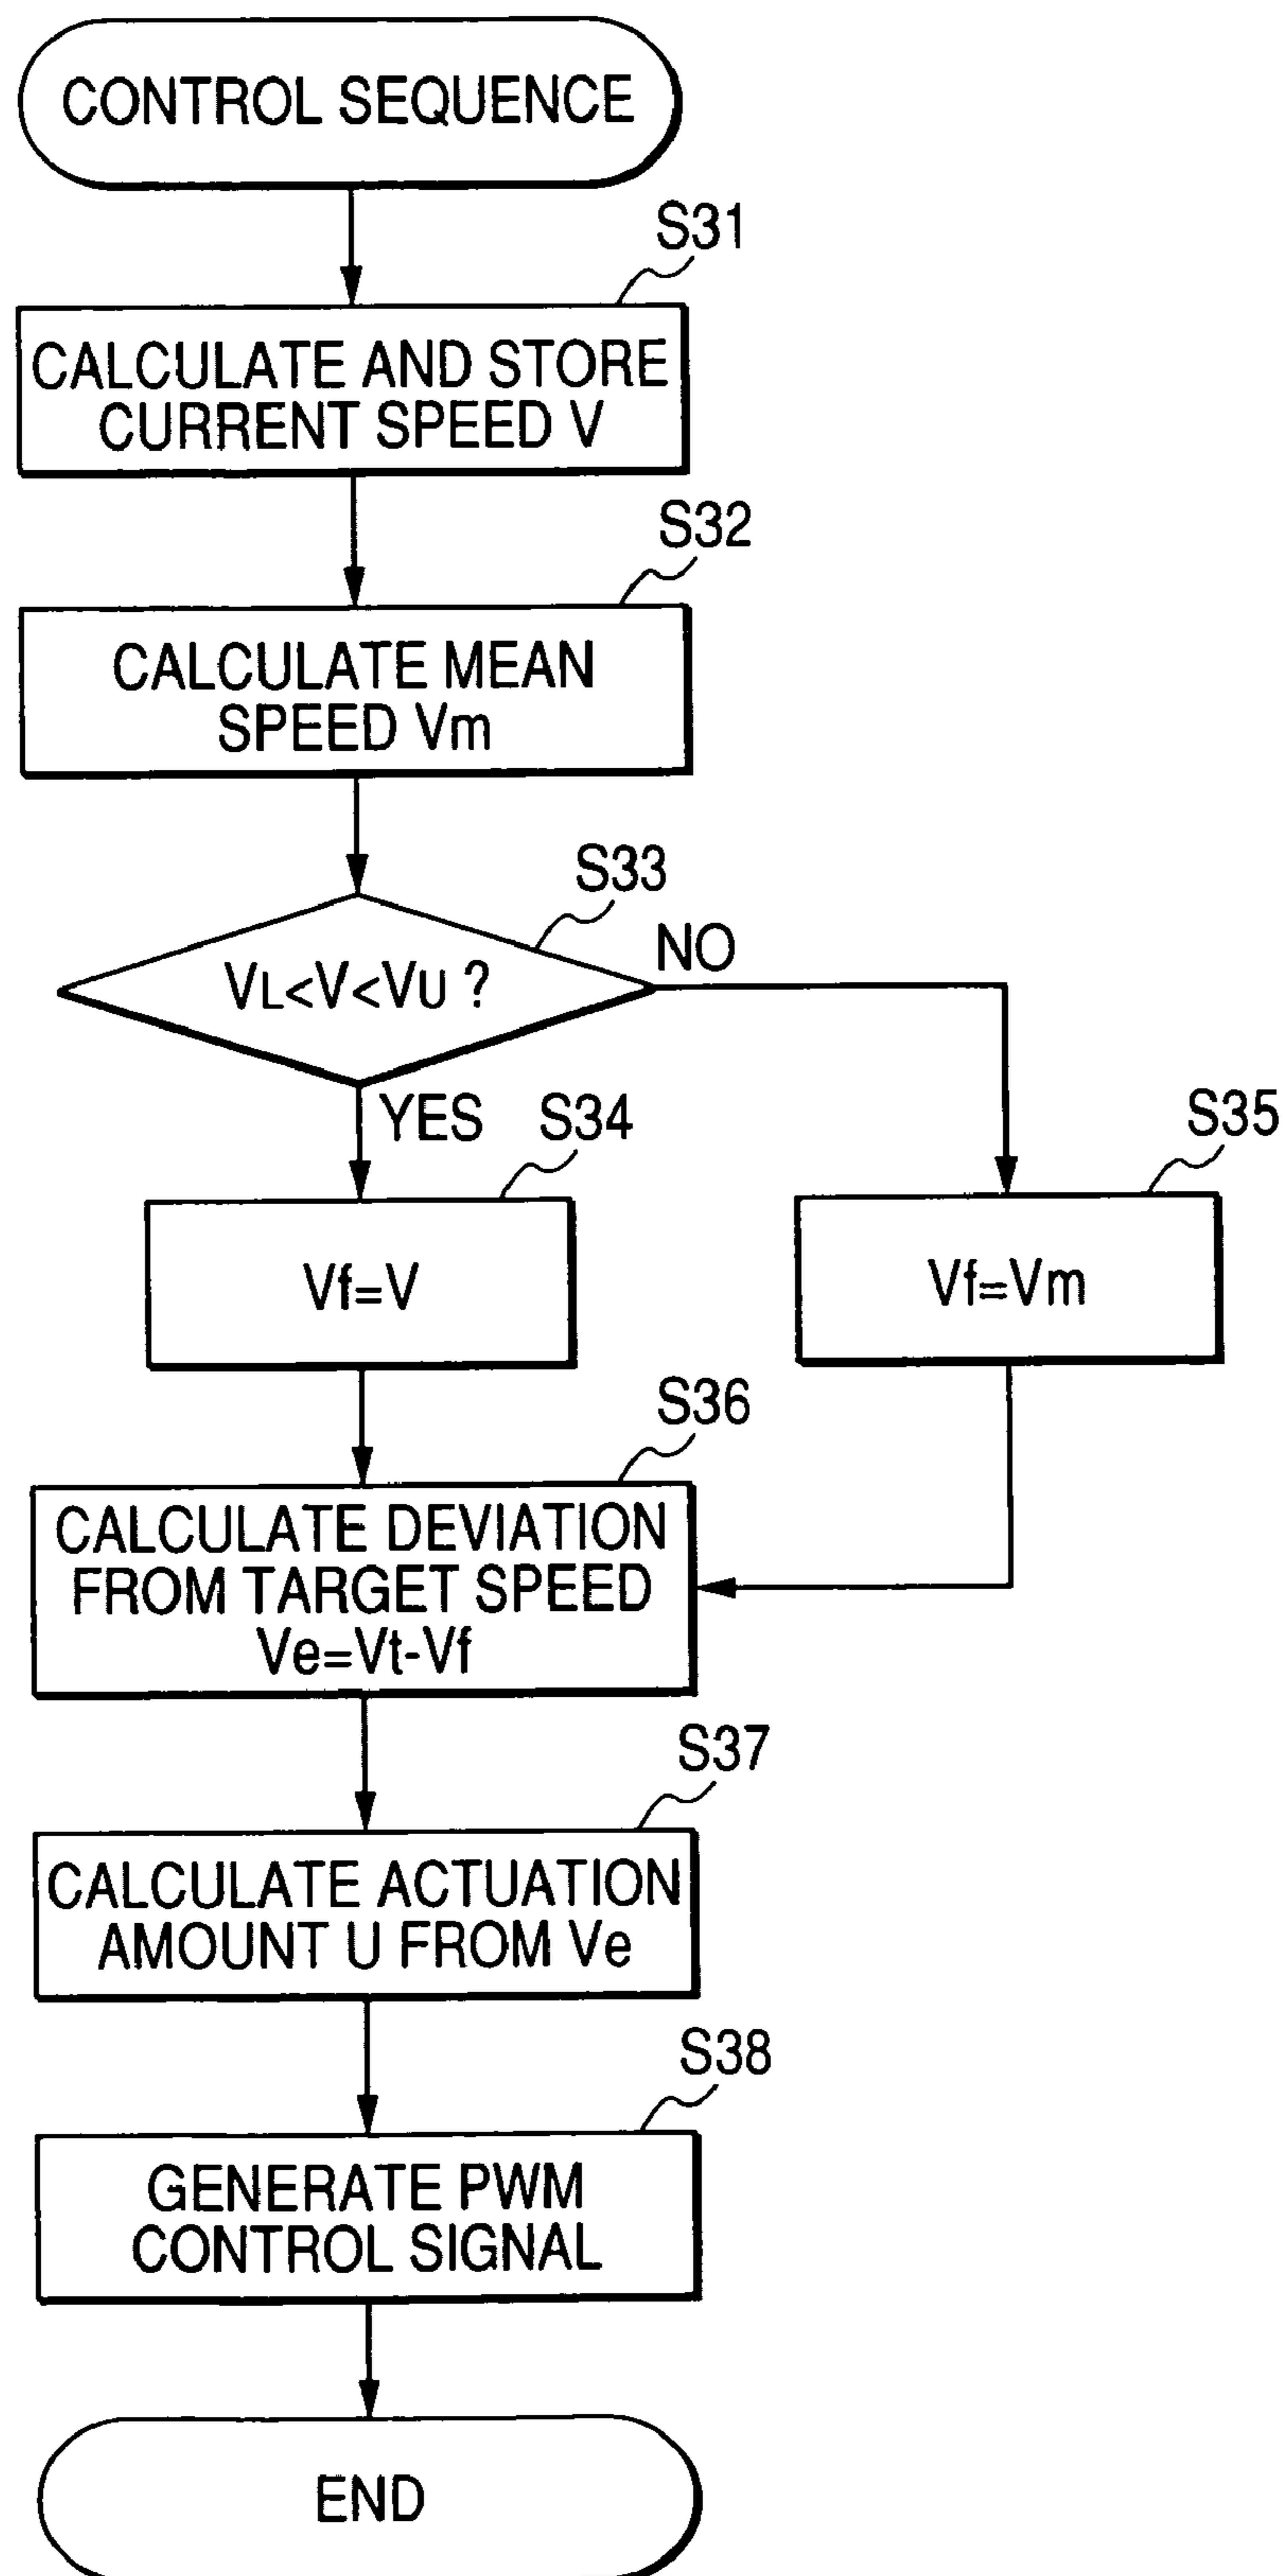 CONTROL SEQUENCE
S31
CALCULATE AND STORE
CURRENT SPEED V
S32
CALCULATE MEAN
SPEED Vm
S33
VL<V<VU ?
NO
YES
S34
S35
Vf=V
Vf=Vm
S36
CALCULATE DEVIATION
FROM TARGET SPEED
Ve=Vt-Vf
S37
CALCULATE ACTUATION
AMOUNT U FROM Ve
S38
GENERATE PWM
CONTROL SIGNAL
END